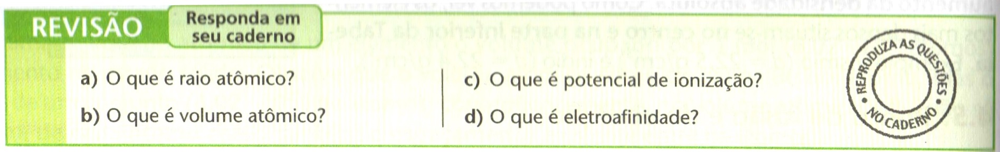 REVISÃO
Responda em
seu caderno
a) O que é raio atômico?
b) O que é volume atômico?
c) O que é potencial de ionização?
d) O que é eletroafinidade?
• REPRODUZA AS QUESTÕES •
NO CADERNO